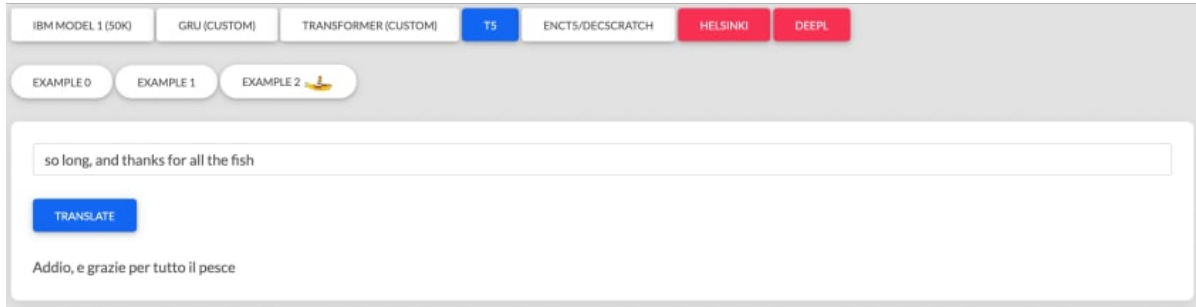 IBM MODEL 1 (50K) GRU (CUSTOM) TRANSFORMER (CUSTOM) T5 ENCT5/DECSCRATCH HELSINKI DEEPL
EXAMPLE 0 EXAMPLE 1 EXAMPLE 2
so long, and thanks for all the fish
TRANSLATE
Addio, e grazie per tutto il pesce